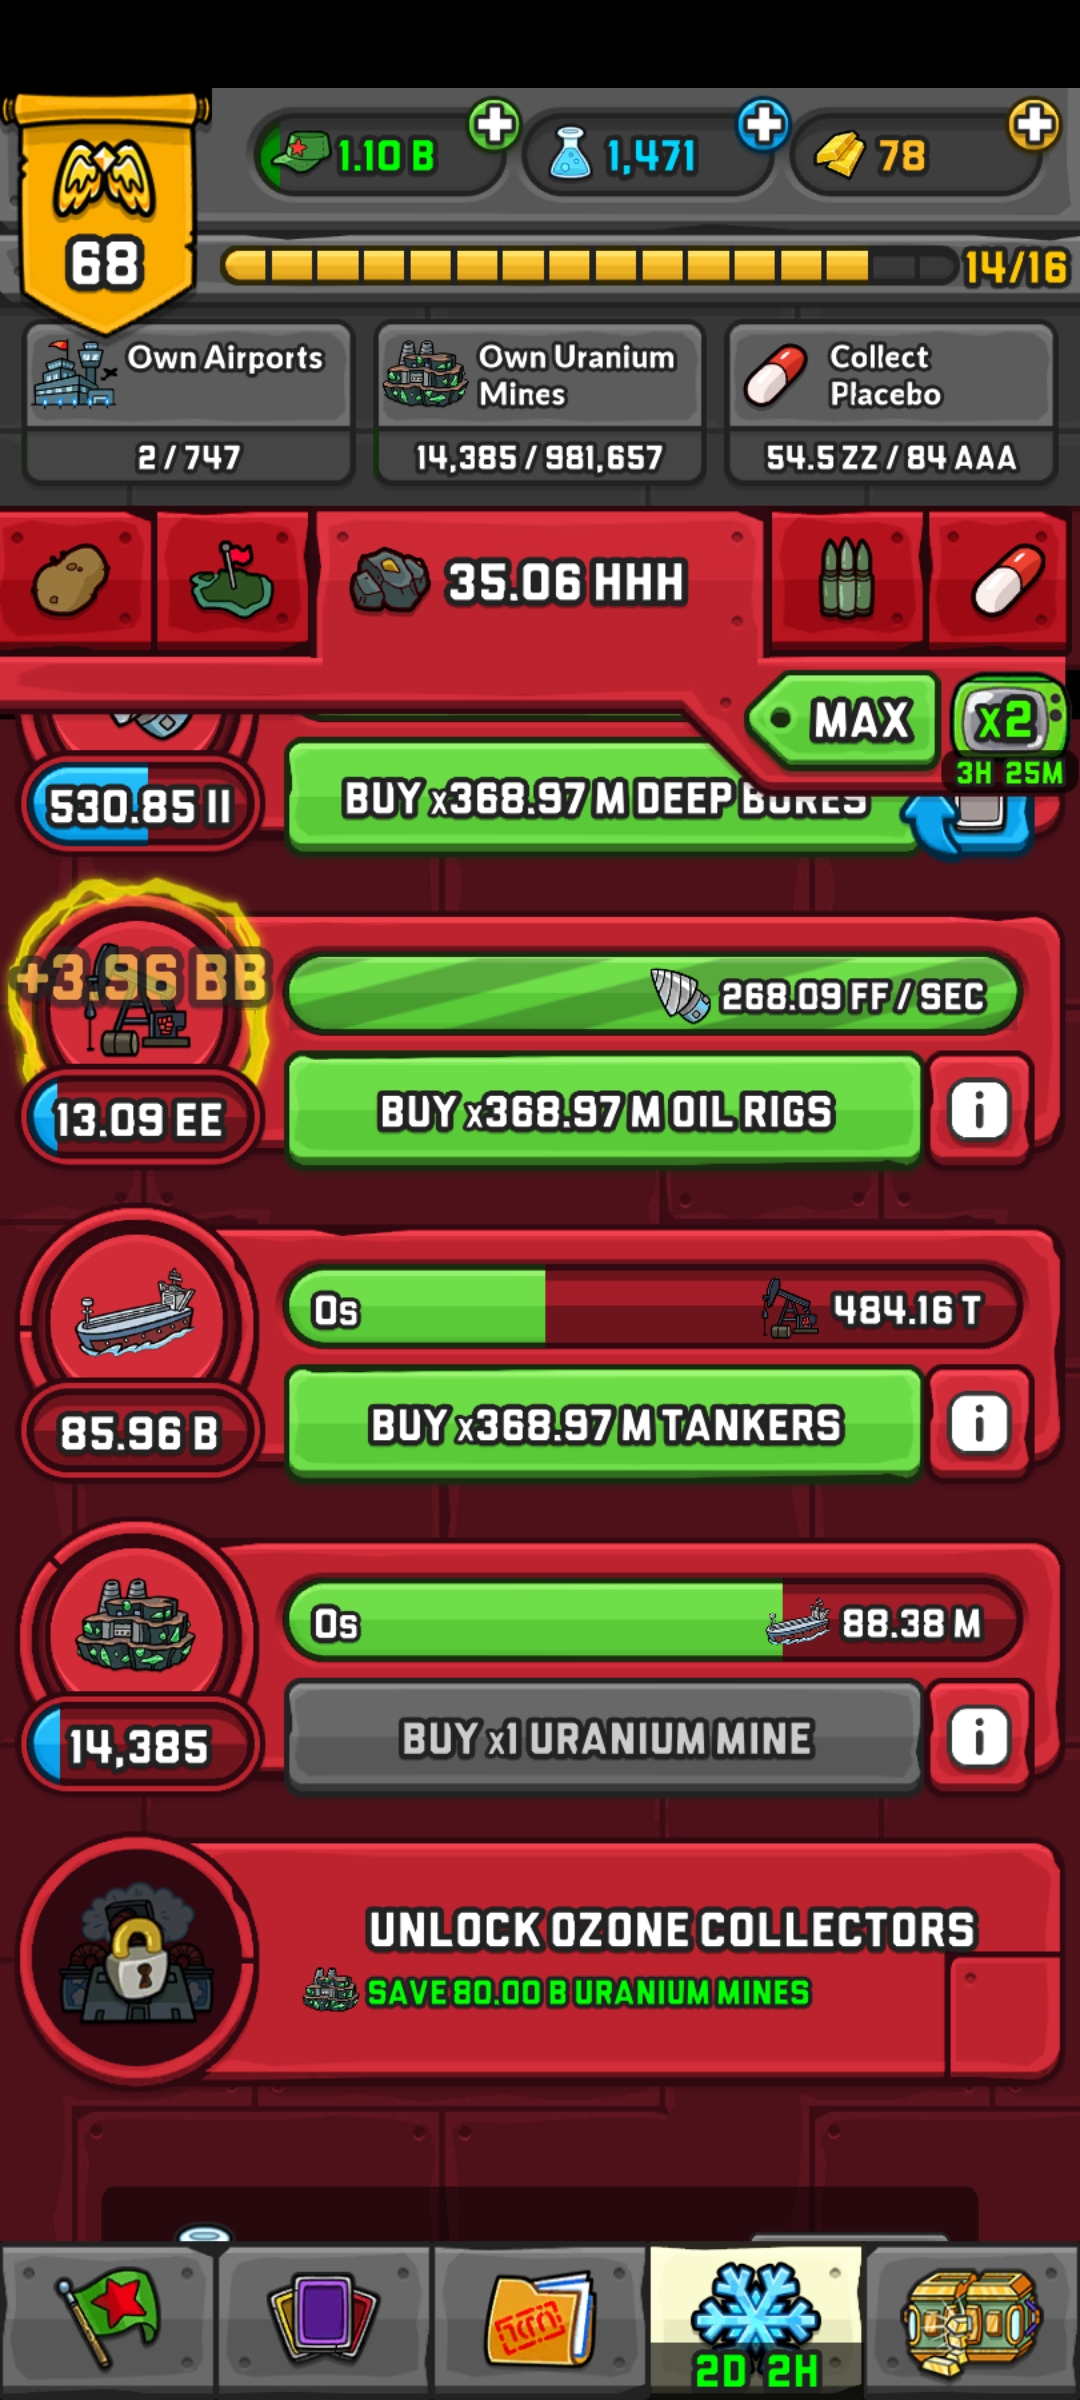 1.10 B
1,471
78
68
14/16
Own Airports
2 / 747
Own Uranium
Mines
14,385 / 981,657
Collect
Placebo
54.5 ZZ / 84 AAA
35.06 HHH
MAX
x2
3H 25M
530.85 II
BUY x368.97 M DEEP BORES
+3.96 BB
268.09 FF / SEC
13.09 EE
BUY x368.97 M OIL RIGS
i
0s
484.16 T
85.96 B
BUY x368.97 M TANKERS
i
0s
88.38 M
14,385
BUY x1 URANIUM MINE
i
UNLOCK OZONE COLLECTORS
SAVE 80.00 B URANIUM MINES
2D 2H